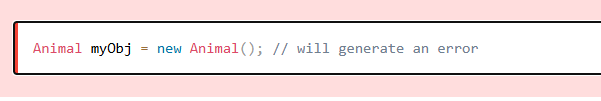 Animal myObj = new Animal(); // will generate an error